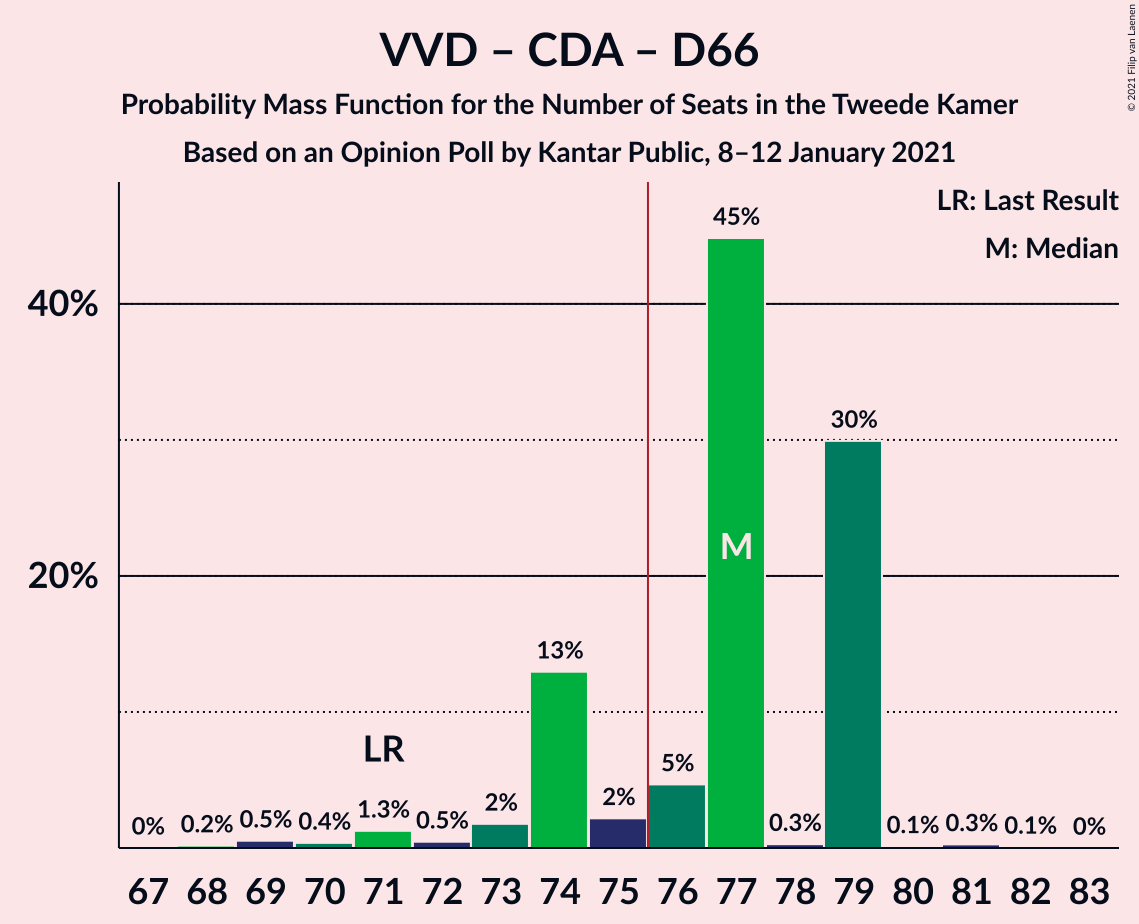 VVD – CDA – D66
Probability Mass Function for the Number of Seats in the Tweede Kamer
Based on an Opinion Poll by Kantar Public, 8–12 January 2021
© 2021 Filip van Laenen
LR: Last Result
M: Median
40%
20%
0%
0.2%
0.5%
0.4%
1.3%
0.5%
2%
13%
2%
5%
45%
0.3%
30%
0.1%
0.3%
0.1%
0%
LR
M
67 68 69 70 71 72 73 74 75 76 77 78 79 80 81 82 83